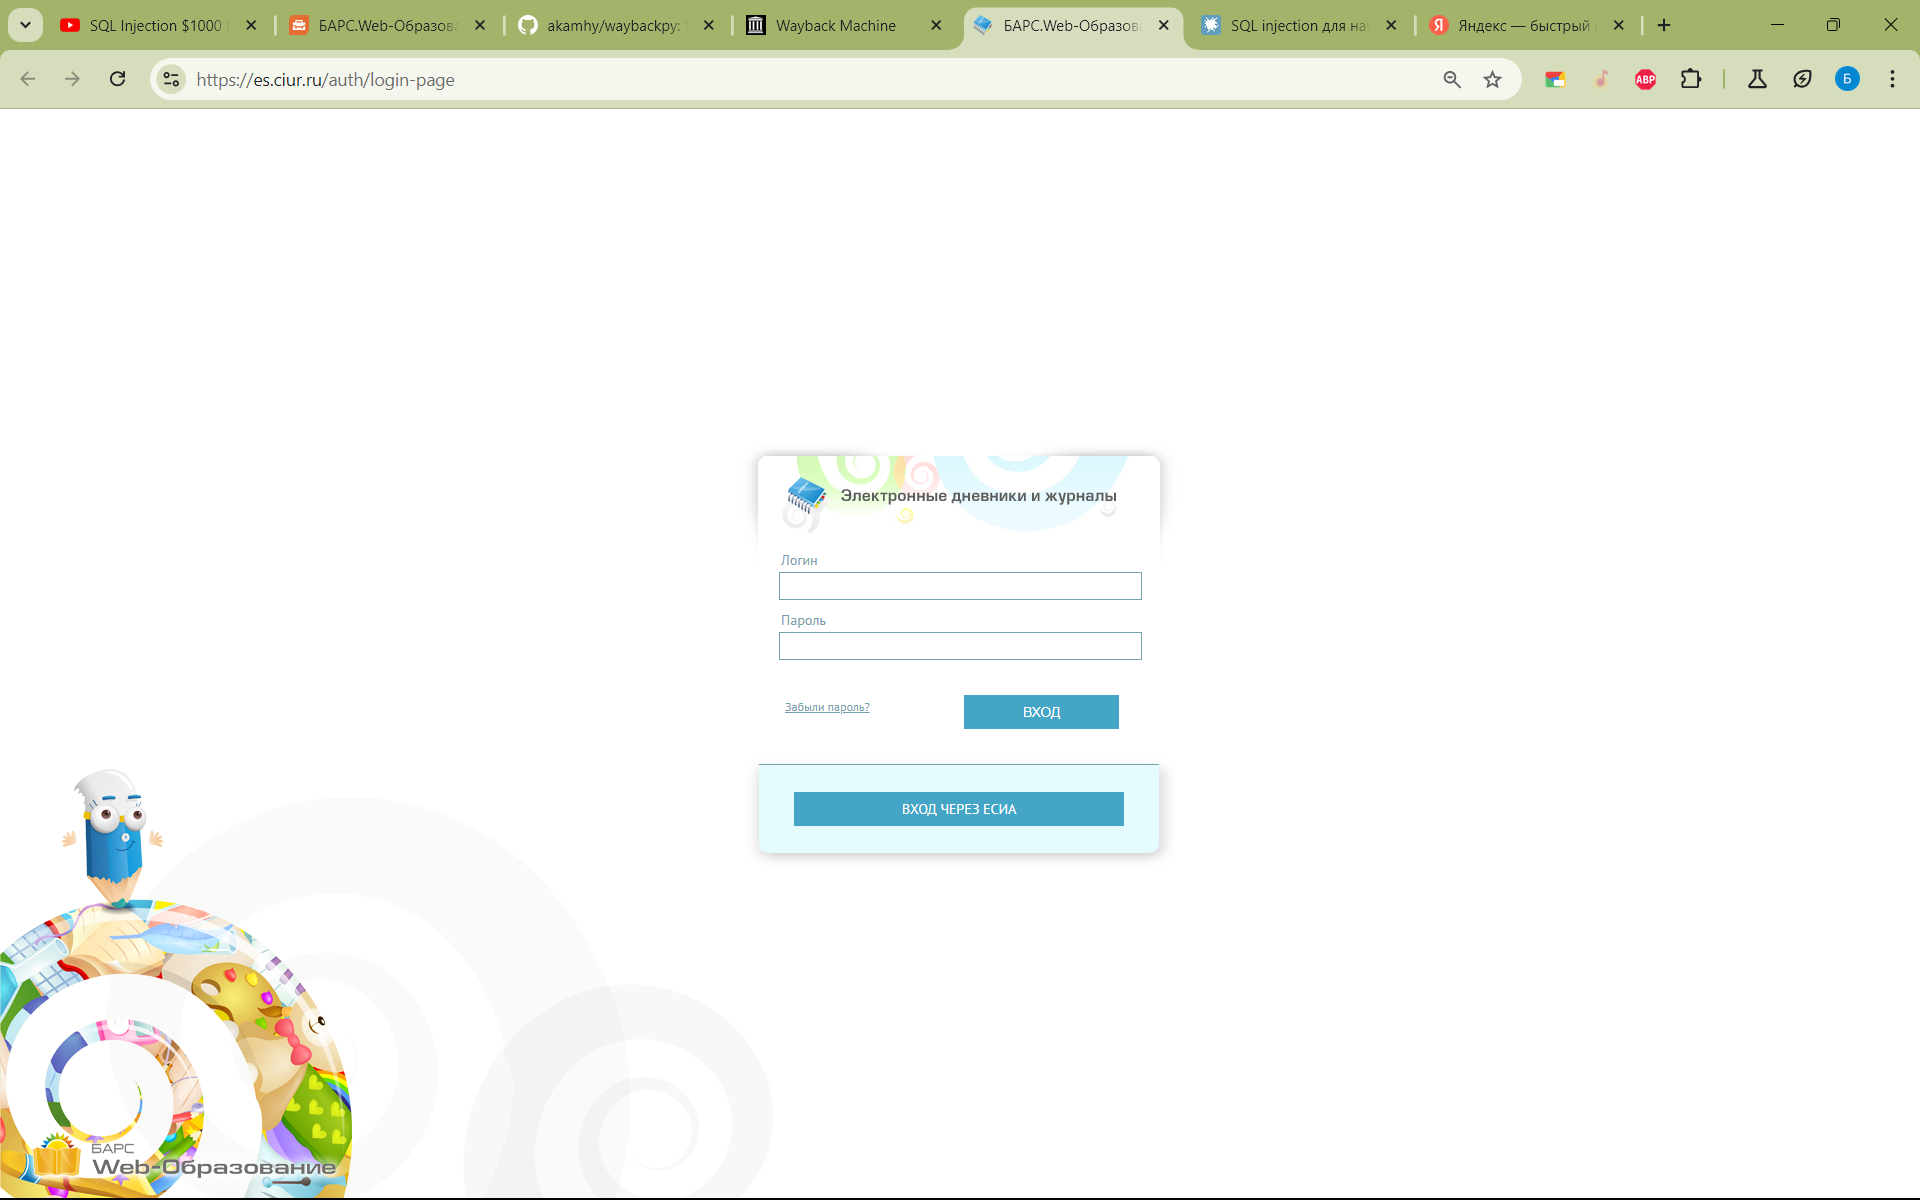 SQL Injection $1000
БАРС.Web-Образова
akamhy/waybackpy:
Wayback Machine
БАРС.Web-Образова
SQL injection для на
Яндекс — быстрый
https://es.ciur.ru/auth/login-page
ABP
Б
Электронные дневники и журналы
Логин
Пароль
Забыли пароль?
ВХОД
ВХОД ЧЕРЕЗ ЕСИА
БАРС
Web-Образование